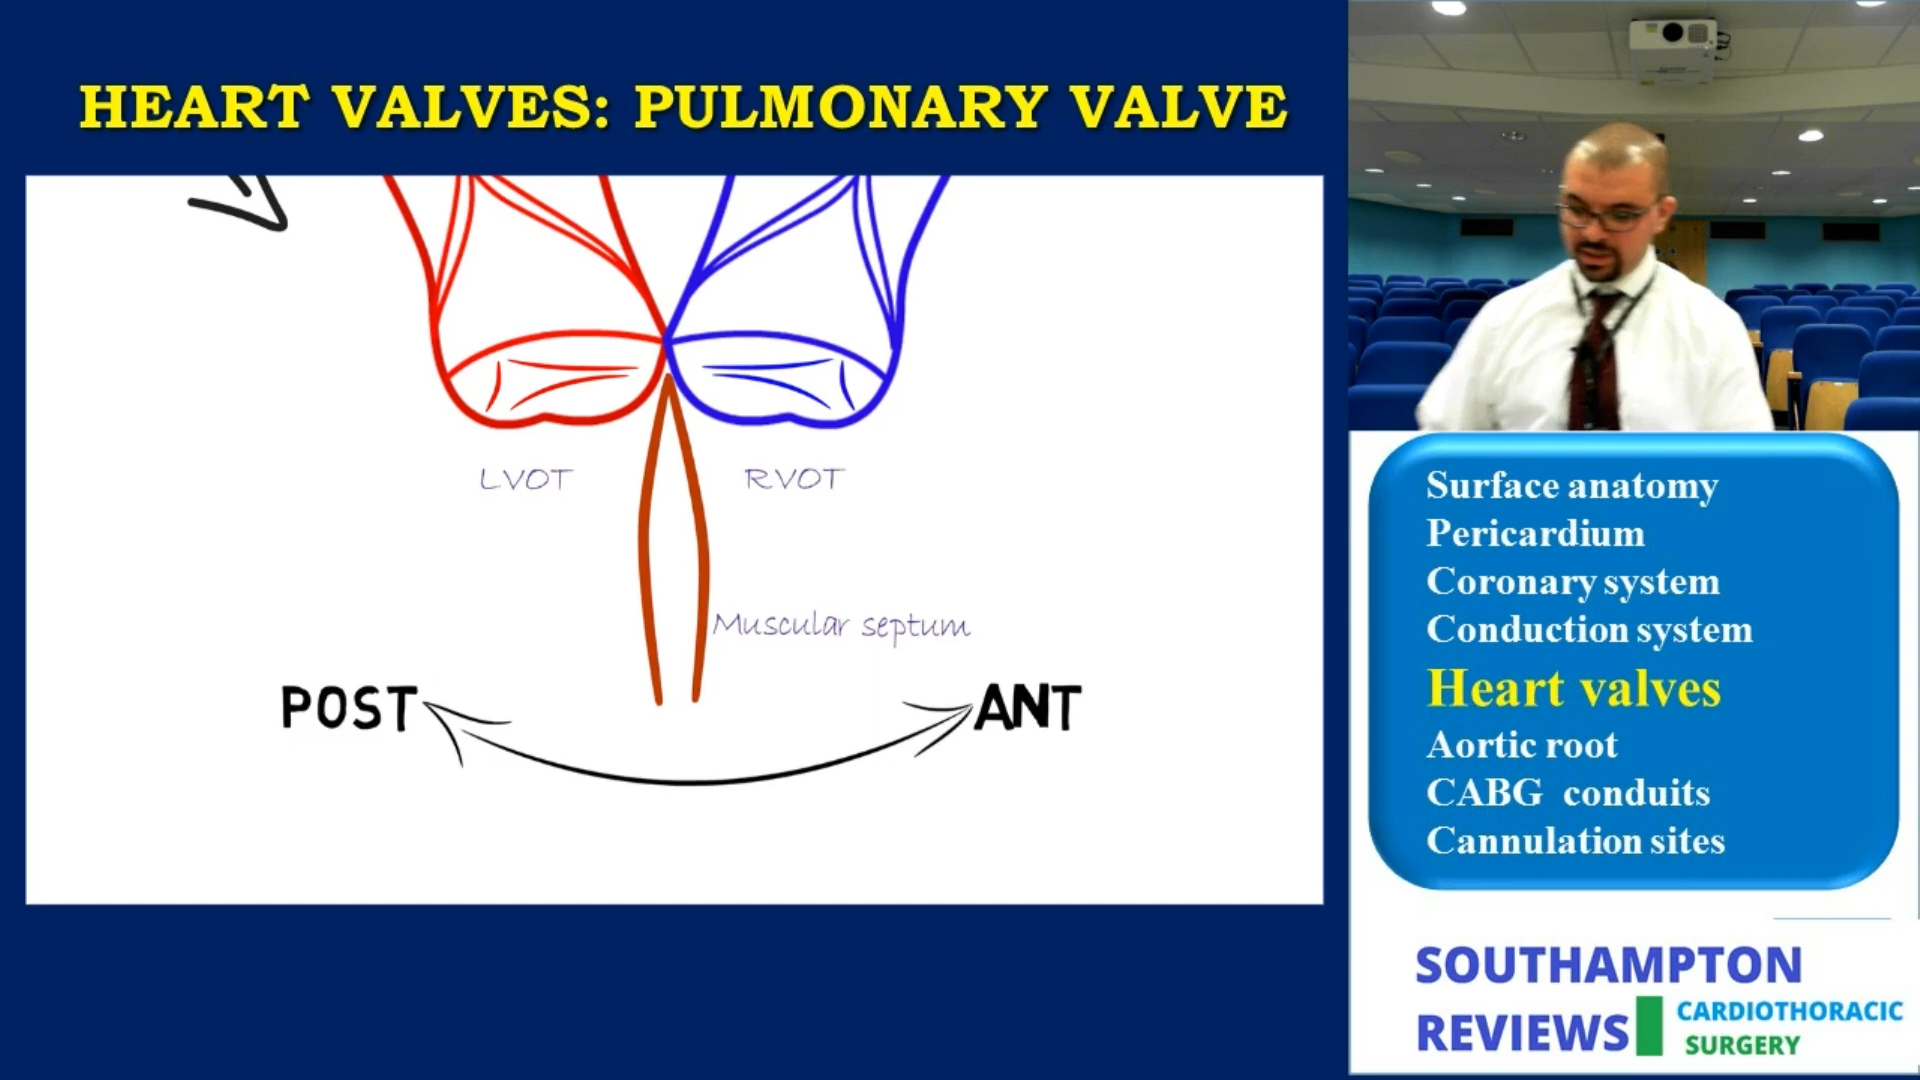 HEART VALVES: PULMONARY VALVE
LVOT
RVOT
Muscular septum
POST
ANT
Surface anatomy
Pericardium
Coronary system
Conduction system
Heart valves
Aortic root
CABG conduits
Cannulation sites
SOUTHAMPTON
REVIEWS
CARDIOTHORACIC
SURGERY